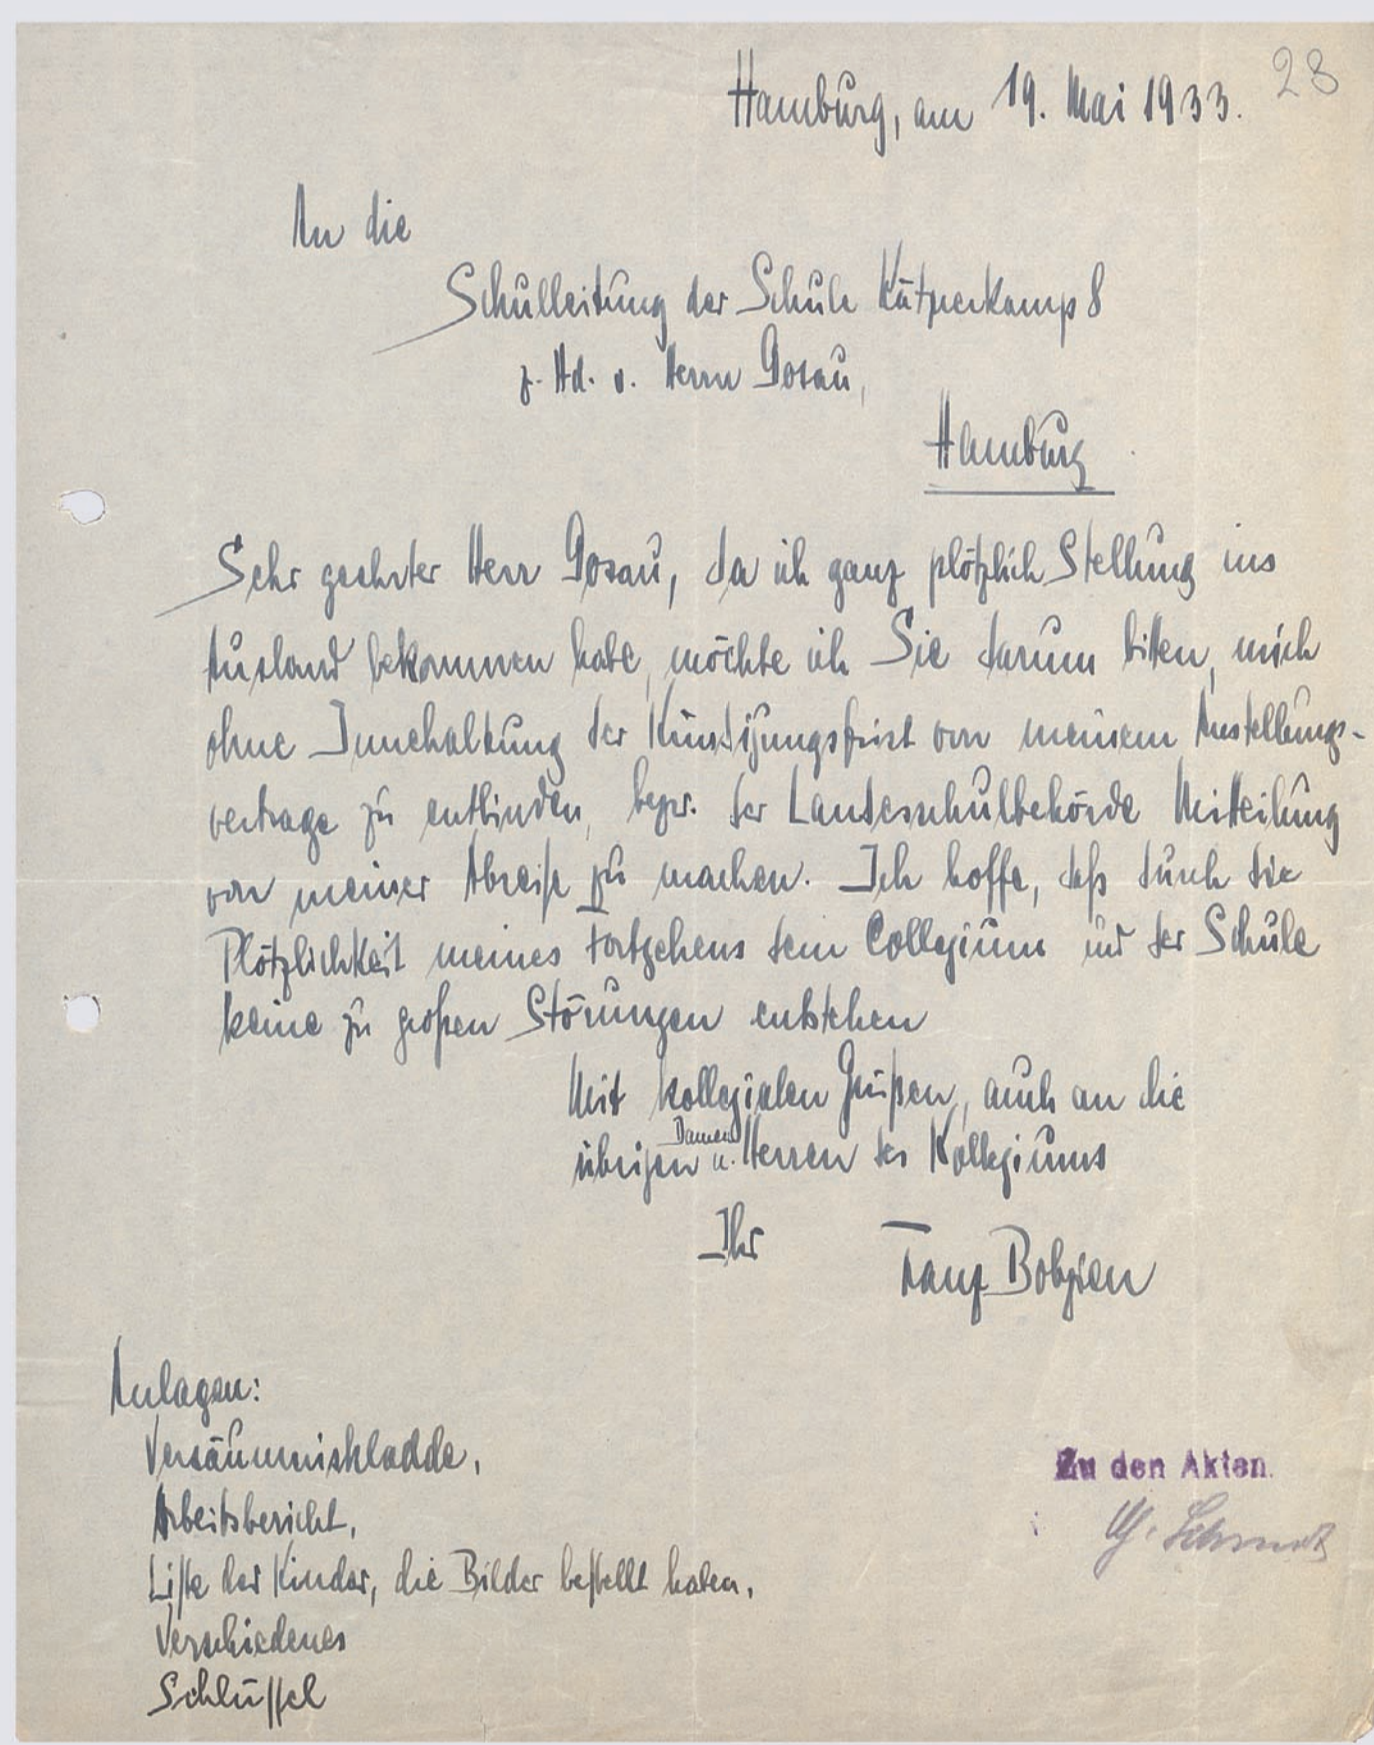 28
Hamburg, am 19. Mai 1933.
An die
Schulleitung der Schule Kätnerkamp 8
z. Hd. v. Herrn Gosau,
Hamburg
Sehr geehrter Herr Gosau, da ich ganz plötzlich Stellung ins
Ausland bekommen habe, möchte ich Sie darum bitten, mich
ohne Innehaltung der Kündigungsfrist von meinem Anstellungs-
vertrage zu entbinden, bezw. der Landesschulbehörde Mitteilung
von meiner Abreise zu machen. Ich hoffe, daß durch die
Plötzlichkeit meines Fortgehens dem Collegium und der Schule
keine zu großen Störungen entstehen
Mit kollegialen Grüßen, auch an die
übrigen Damen u. Herren des Kollegiums
Ihr Franz Bobzien
Anlagen:
Versäumniskladde,
Arbeitsbericht,
Liste der Kinder, die Bilder bestellt haben,
Verschiedenes
Schlüssel
Zu den Akten.